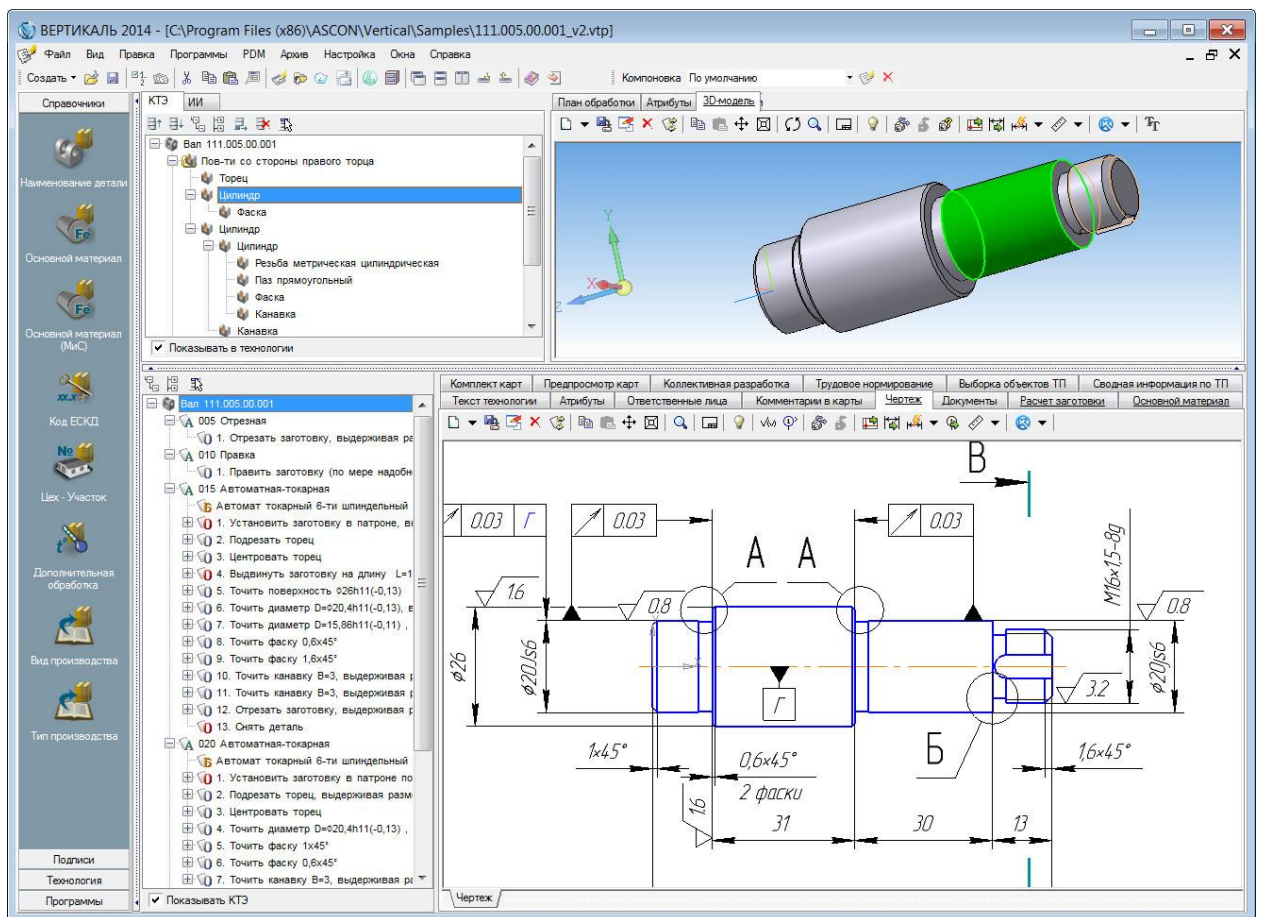 ВЕРТИКАЛЬ 2014 - [C:\Program Files (x86)\ASCON\Vertical\Samples\111.005.00.001_v2.vtp]
Файл Вид Правка Программы PDM Архив Настройка Окна Справка
Создать Компоновка По умолчанию
Справочники
Наименование детали
Основной материал
Основной материал (МиС)
Код ЕСКД
Цех - Участок
Дополнительная обработка
Вид производства
Тип производства
Подписи
Технология
Программы
КТЭ ИИ
Вал 111.005.00.001
Пов-ти со стороны правого торца
Торец
Цилиндр
Фаска
Цилиндр
Цилиндр
Резьба метрическая цилиндрическая
Паз прямоугольный
Фаска
Канавка
Канавка
Показывать в технологии
План обработки Атрибуты 3D-модель
Y
X
Z
Вал 111.005.00.001
005 Отрезная
1. Отрезать заготовку, выдерживая ра
010 Правка
1. Править заготовку (по мере надобн
015 Автоматная-токарная
Автомат токарный 6-ти шпиндельный
1. Установить заготовку в патроне, вы
2. Подрезать торец
3. Центровать торец
4. Выдвинуть заготовку на длину L=1
5. Точить поверхность ⌀26h11(-0,13)
6. Точить диаметр D=⌀20,4h11(-0,13), в
7. Точить диаметр D=15,86h11(-0,11) ,
8. Точить фаску 0,6x45°
9. Точить фаску 1,6x45°
10. Точить канавку B=3, выдерживая р
11. Точить канавку B=3, выдерживая р
12. Отрезать заготовку, выдерживая р
13. Снять деталь
020 Автоматная-токарная
Автомат токарный 6-ти шпиндельный
1. Установить заготовку в патроне по
2. Подрезать торец, выдерживая разм
3. Центровать торец
4. Точить диаметр D=⌀20,4h11(-0,13) ,
5. Точить фаску 1x45°
6. Точить фаску 0,6x45°
7. Точить канавку B=3, выдерживая ра
Показывать КТЭ
Комплект карт Предпросмотр карт Коллективная разработка Трудовое нормирование Выборка объектов ТП Сводная информация по ТП
Текст технологии Атрибуты Ответственные лица Комментарии в карты Чертеж Документы Расчет заготовки Основной материал
В
0.03 Г 0.03 0.03
А А
M16x1,5-8g
1.6 0.8 0.8
⌀26
⌀20Js6
⌀20js6
Г
3.2
Б
1x45° 0,6x45° 1,6x45°
2 фаски
1.6
31 30 13
Чертеж